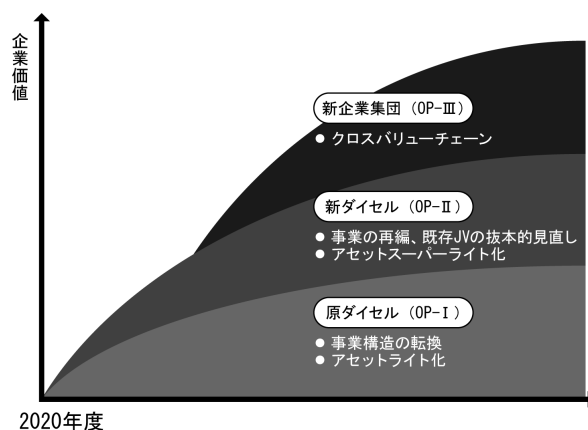 企業価値
新企業集団（OP-Ⅲ）
● クロスバリューチェーン
新ダイセル（OP-Ⅱ）
● 事業の再編、既存JVの抜本的見直し
● アセットスーパーライト化
原ダイセル（OP-Ⅰ）
● 事業構造の転換
● アセットライト化
2020年度